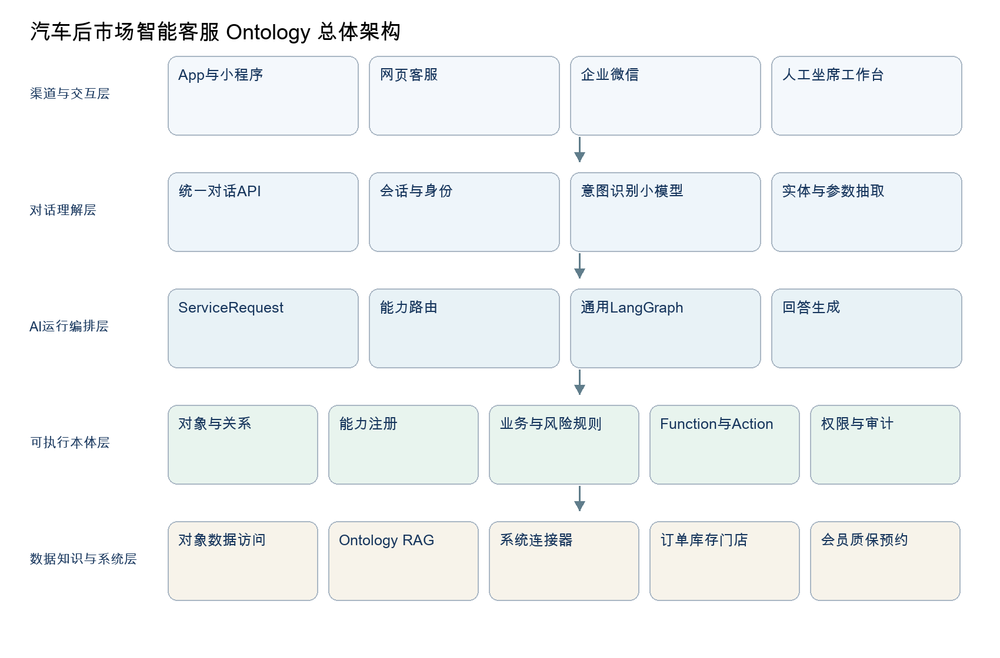 汽车后市场智能客服 Ontology 总体架构
渠道与交互层
App与小程序
网页客服
企业微信
人工坐席工作台
对话理解层
统一对话API
会话与身份
意图识别小模型
实体与参数抽取
AI运行编排层
ServiceRequest
能力路由
通用LangGraph
回答生成
可执行本体层
对象与关系
能力注册
业务与风险规则
Function与Action
权限与审计
数据知识与系统层
对象数据访问
Ontology RAG
系统连接器
订单库存门店
会员质保预约